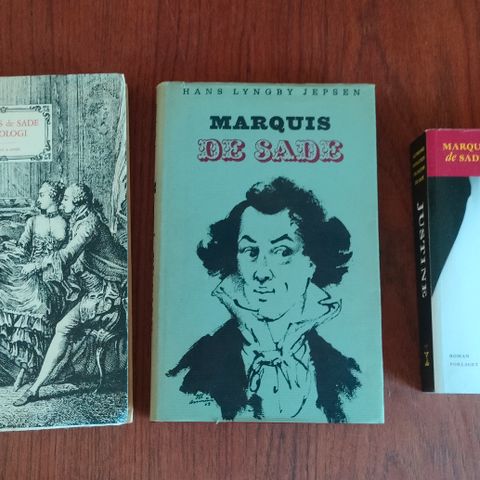 S de SADE
OLOGI
HANS LYNGBY JEPSEN
MARQUIS
DE SADE
MARQU
de SAD
JUSTINE
ROMAN
FORLAGET